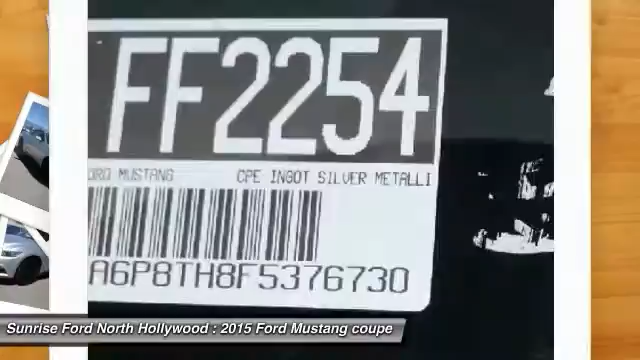 FF2254
ORD MUSTANG CPE INGOT SILVER METALLI
A6P8TH8F5376730
Sunrise Ford North Hollywood : 2015 Ford Mustang coupe